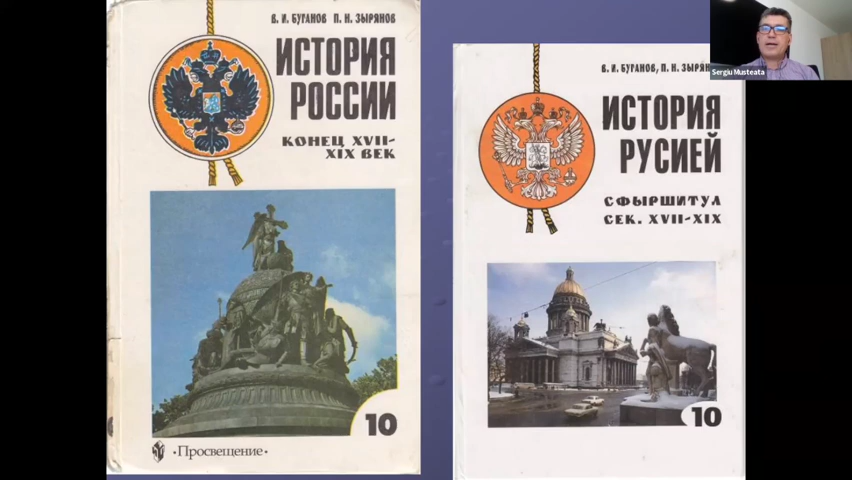 В. И. БУГАНОВ П. Н. ЗЫРЯНОВ
ИСТОРИЯ
РОССИИ
КОНЕЦ XVII-
XIX ВЕК
10
•Просвещение•
В. И. БУГАНОВ, П. Н.
ИСТОРИЯ
РУСИЕЙ
СФЫРШИТУЛ
СЕК. XVII-XIX
10
Sergiu Musteata